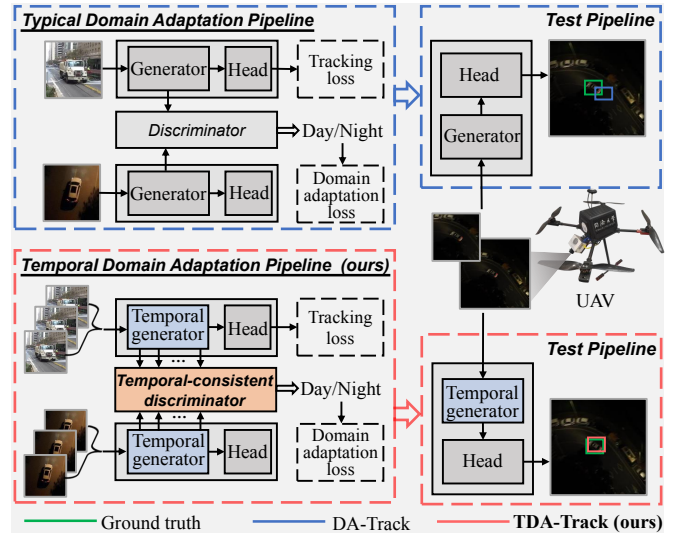 Typical Domain Adaptation Pipeline
Generator
Head
Tracking
loss
Discriminator
Day/Night
Generator
Head
Domain
adaptation
loss
Test Pipeline
Head
Generator
UAV
Temporal Domain Adaptation Pipeline (ours)
Temporal
generator
Head
Tracking
loss
...
Temporal-consistent
discriminator
Day/Night
...
Temporal
generator
Head
Domain
adaptation
loss
Test Pipeline
Temporal
generator
Head
Ground truth
DA-Track
TDA-Track (ours)